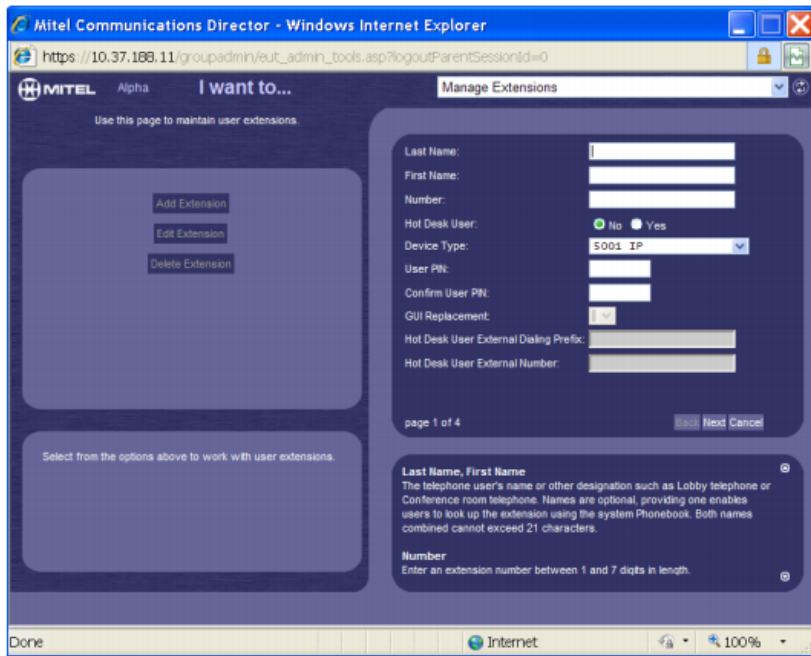 Mitel Communications Director - Windows Internet Explorer
https://10.37.188.11/groupadmin/eut_admin_tools.asp?logoutParentSessionId=0
MITEL Alpha I want to... Manage Extensions
Use this page to maintain user extensions.
Add Extension
Edit Extension
Delete Extension
Select from the options above to work with user extensions.
Last Name:
First Name:
Number:
Hot Desk User: No Yes
Device Type: 5001 IP
User PIN:
Confirm User PIN:
GUI Replacement:
Hot Desk User External Dialing Prefix:
Hot Desk User External Number:
page 1 of 4 Back Next Cancel
Last Name, First Name
The telephone user's name or other designation such as Lobby telephone or
Conference room telephone. Names are optional, providing one enables
users to look up the extension using the system Phonebook. Both names
combined cannot exceed 21 characters.
Number
Enter an extension number between 1 and 7 digits in length.
Done Internet 100%